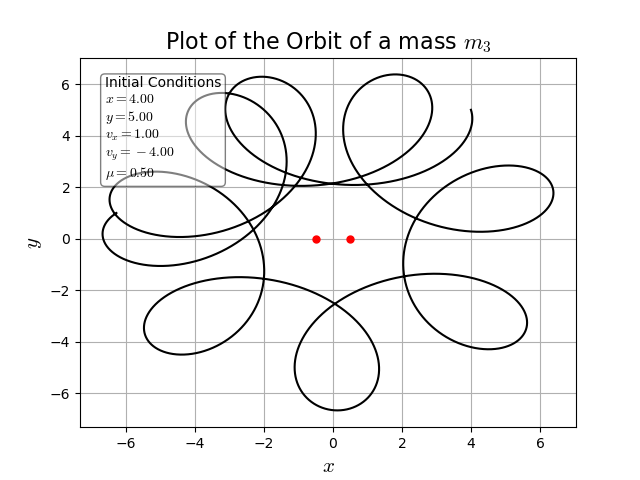 Plot of the Orbit of a mass m₃
Initial Conditions
x = 4.00
y = 5.00
vₓ = 1.00
v_y = −4.00
μ = 0.50
6
4
2
0
−2
−4
−6
y
−6 −4 −2 0 2 4 6
x